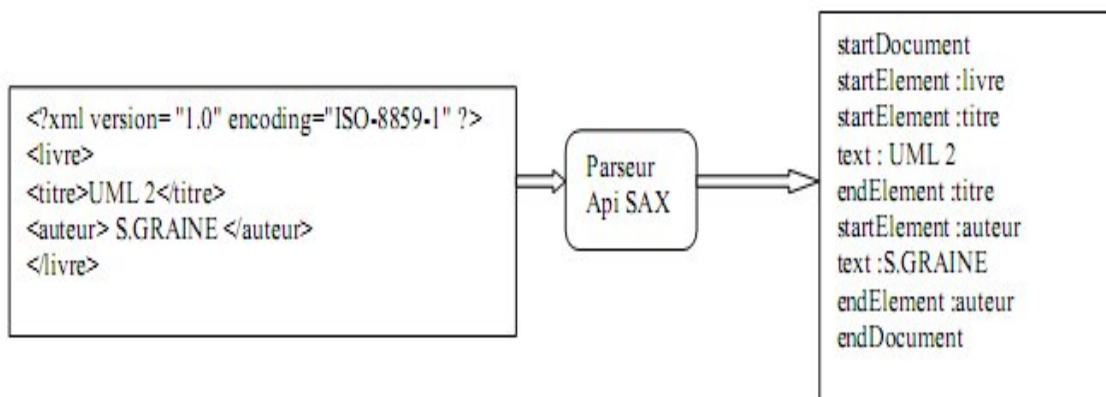 <?xml version= "1.0" encoding="ISO-8859-1" ?>
<livre>
<titre>UML 2</titre>
<auteur> S.GRAINE </auteur>
</livre>
Parseur
Api SAX
startDocument
startElement :livre
startElement :titre
text : UML 2
endElement :titre
startElement :auteur
text :S.GRAINE
endElement :auteur
endDocument